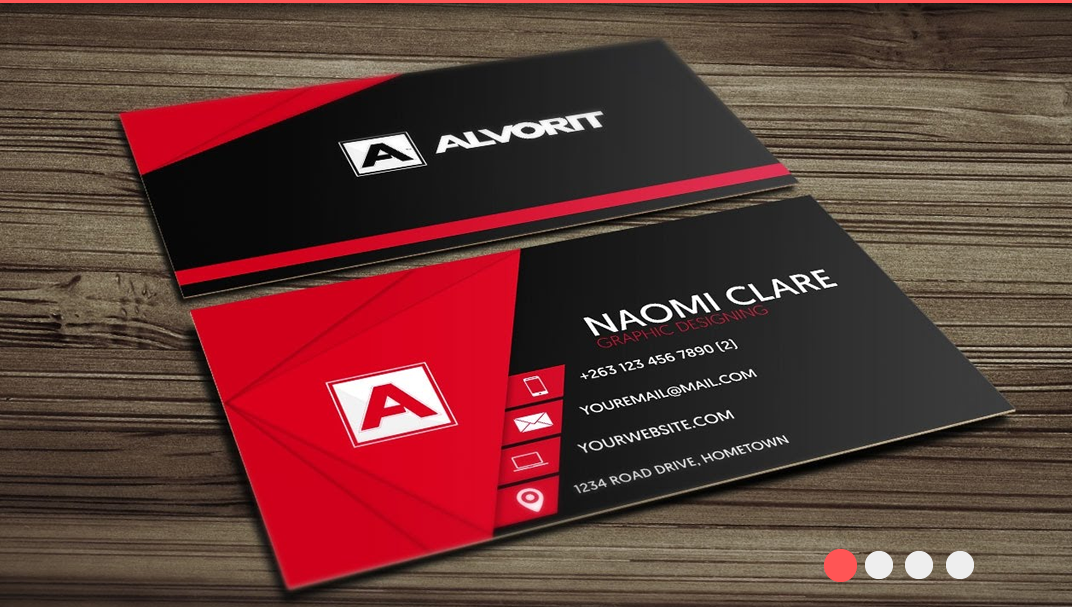 A ALVORIT
NAOMI CLARE
GRAPHIC DESIGNING
+263 123 456 7890 [2]
YOUREMAIL@MAIL.COM
YOURWEBSITE.COM
1234 ROAD DRIVE, HOMETOWN
A